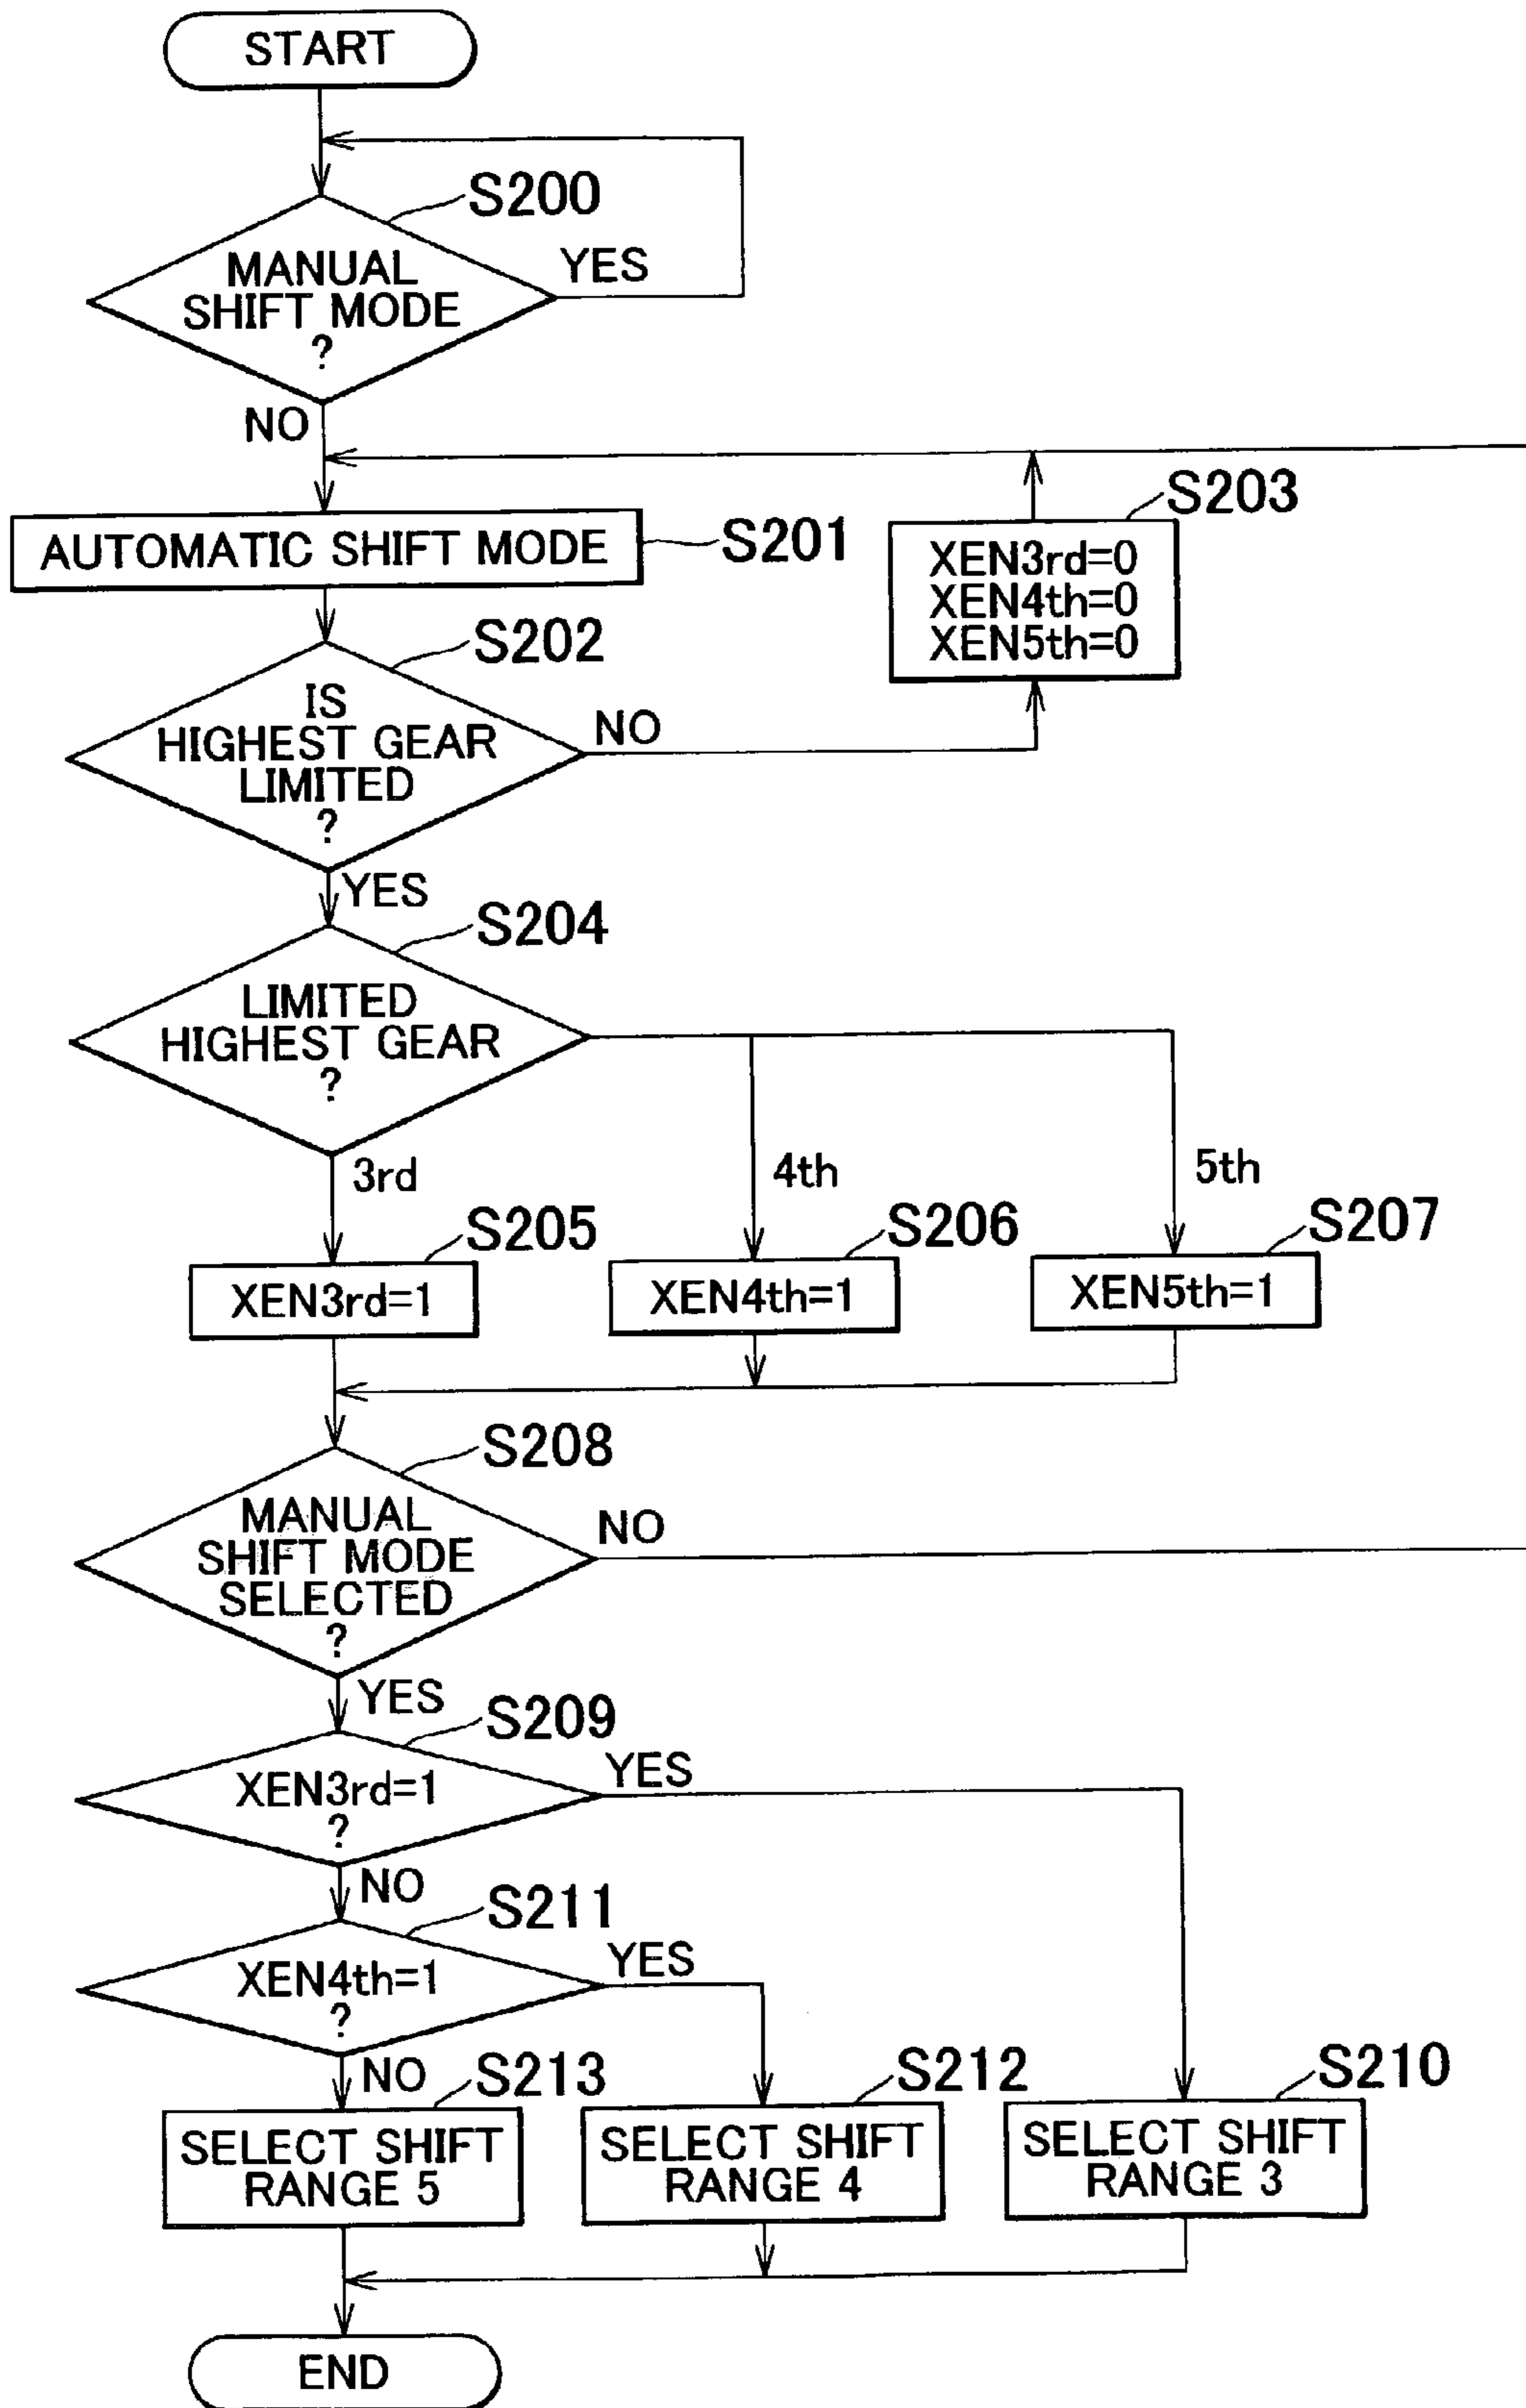 START
S200
MANUAL
SHIFT MODE
?
YES
NO
AUTOMATIC SHIFT MODE
S201
S203
XEN3rd=0
XEN4th=0
XEN5th=0
S202
IS
HIGHEST GEAR
LIMITED
?
NO
YES
S204
LIMITED
HIGHEST GEAR
?
3rd
4th
5th
S205
S206
S207
XEN3rd=1
XEN4th=1
XEN5th=1
S208
MANUAL
SHIFT MODE
SELECTED
?
NO
YES
S209
XEN3rd=1
?
YES
NO
S211
XEN4th=1
?
YES
NO
S213
S212
S210
SELECT SHIFT
RANGE 5
SELECT SHIFT
RANGE 4
SELECT SHIFT
RANGE 3
END